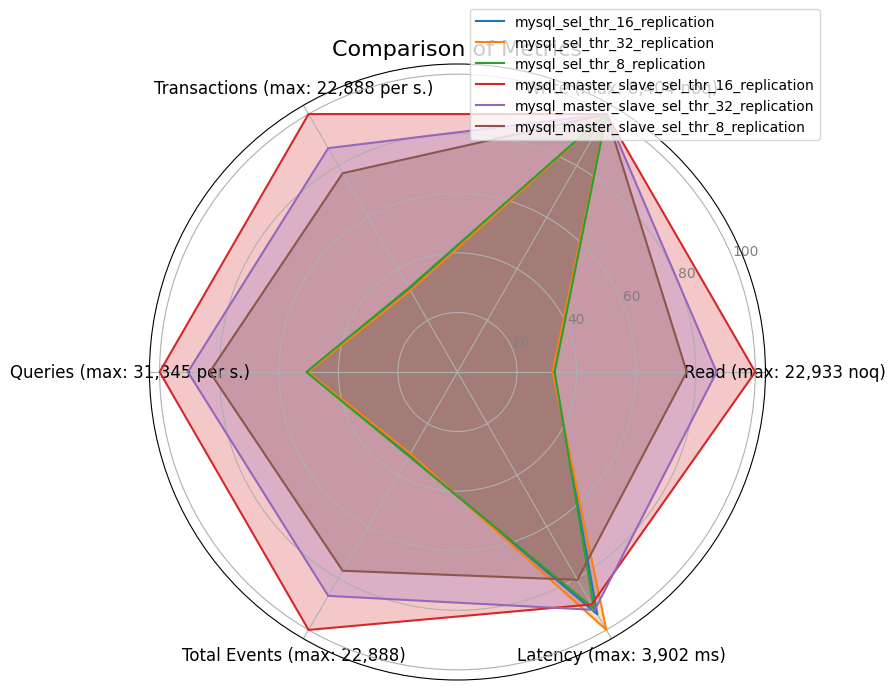 Comparison of Metrics
mysql_sel_thr_16_replication
mysql_sel_thr_32_replication
mysql_sel_thr_8_replication
mysql_master_slave_sel_thr_16_replication
mysql_master_slave_sel_thr_32_replication
mysql_master_slave_sel_thr_8_replication
Transactions (max: 22,888 per s.)
noq)
100
80
60
40
20
Queries (max: 31,345 per s.)
Read (max: 22,933 noq)
Total Events (max: 22,888)
Latency (max: 3,902 ms)